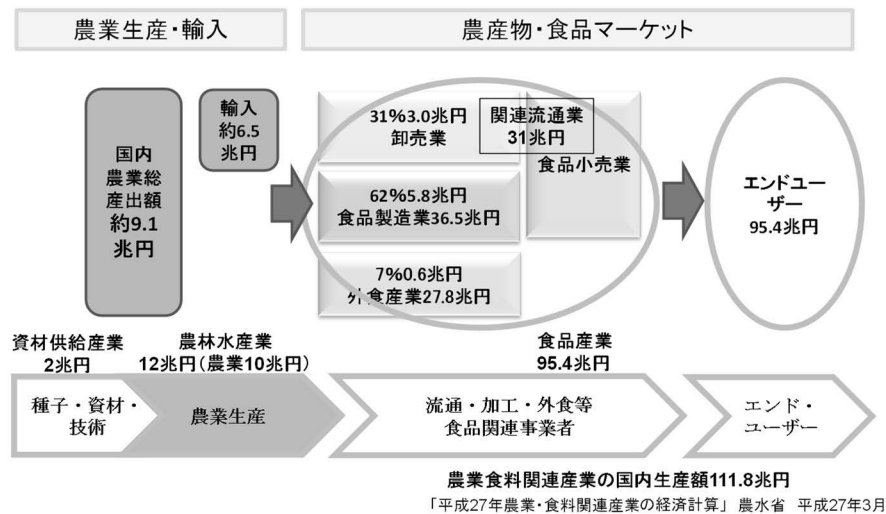 農業生産・輸入
農産物・食品マーケット
国内
農業総
産出額
約9.1
兆円
輸入
約6.5
兆円
31%3.0兆円
卸売業
関連流通業
31兆円
食品小売業
62%5.8兆円
食品製造業36.5兆円
7%0.6兆円
外食産業27.8兆円
エンドユー
ザー
95.4兆円
資材供給産業
2兆円
農林水産業
12兆円(農業10兆円)
食品産業
95.4兆円
種子・資材・
技術
農業生産
流通・加工・外食等
食品関連事業者
エンド・
ユーザー
農業食料関連産業の国内生産額111.8兆円
「平成27年農業・食料関連産業の経済計算」 農水省 平成27年3月